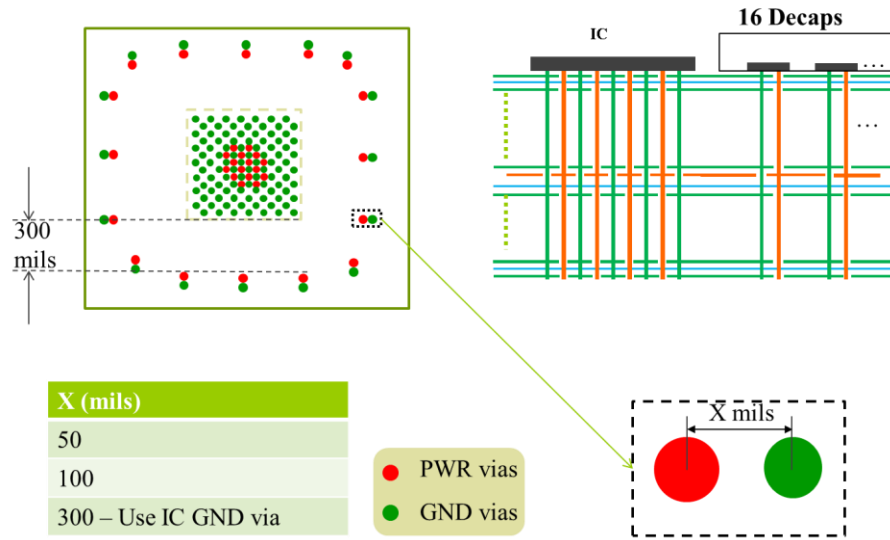 IC
16 Decaps
...
...
300
mils
X (mils)
50
100
300 – Use IC GND via
PWR vias
GND vias
X mils